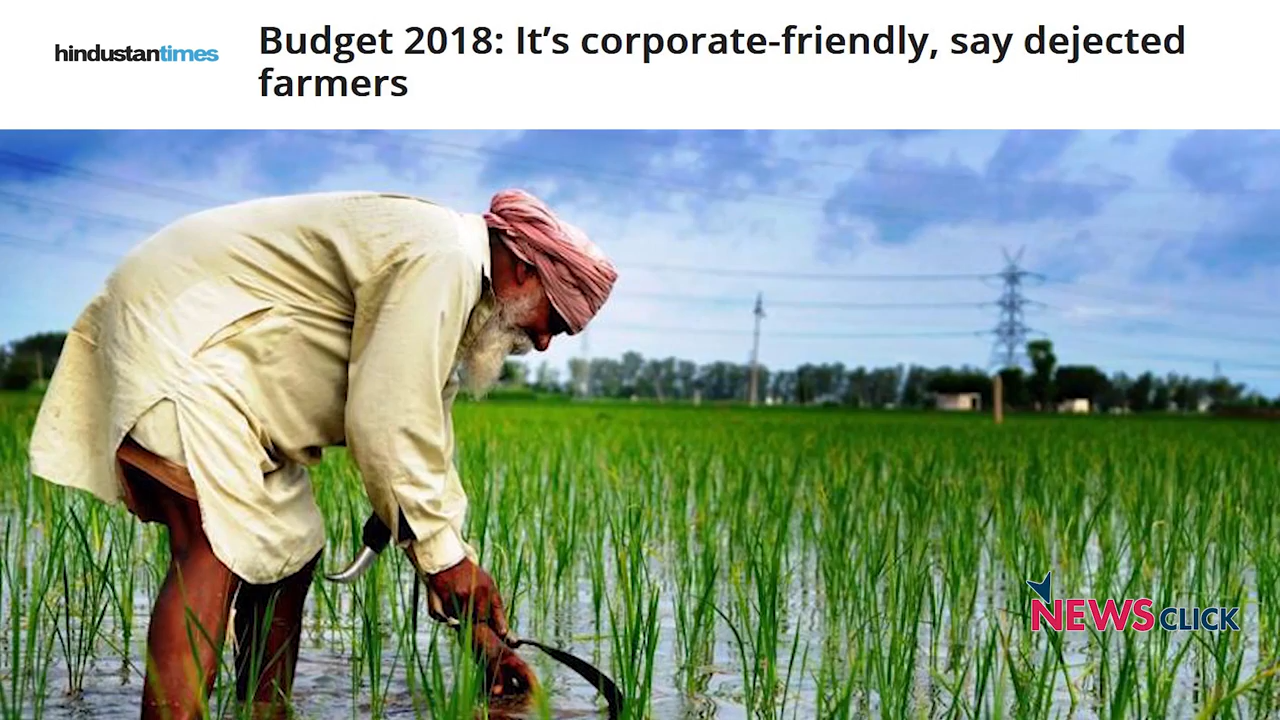 hindustantimes
Budget 2018: It’s corporate-friendly, say dejected
farmers
NEWSCLICK